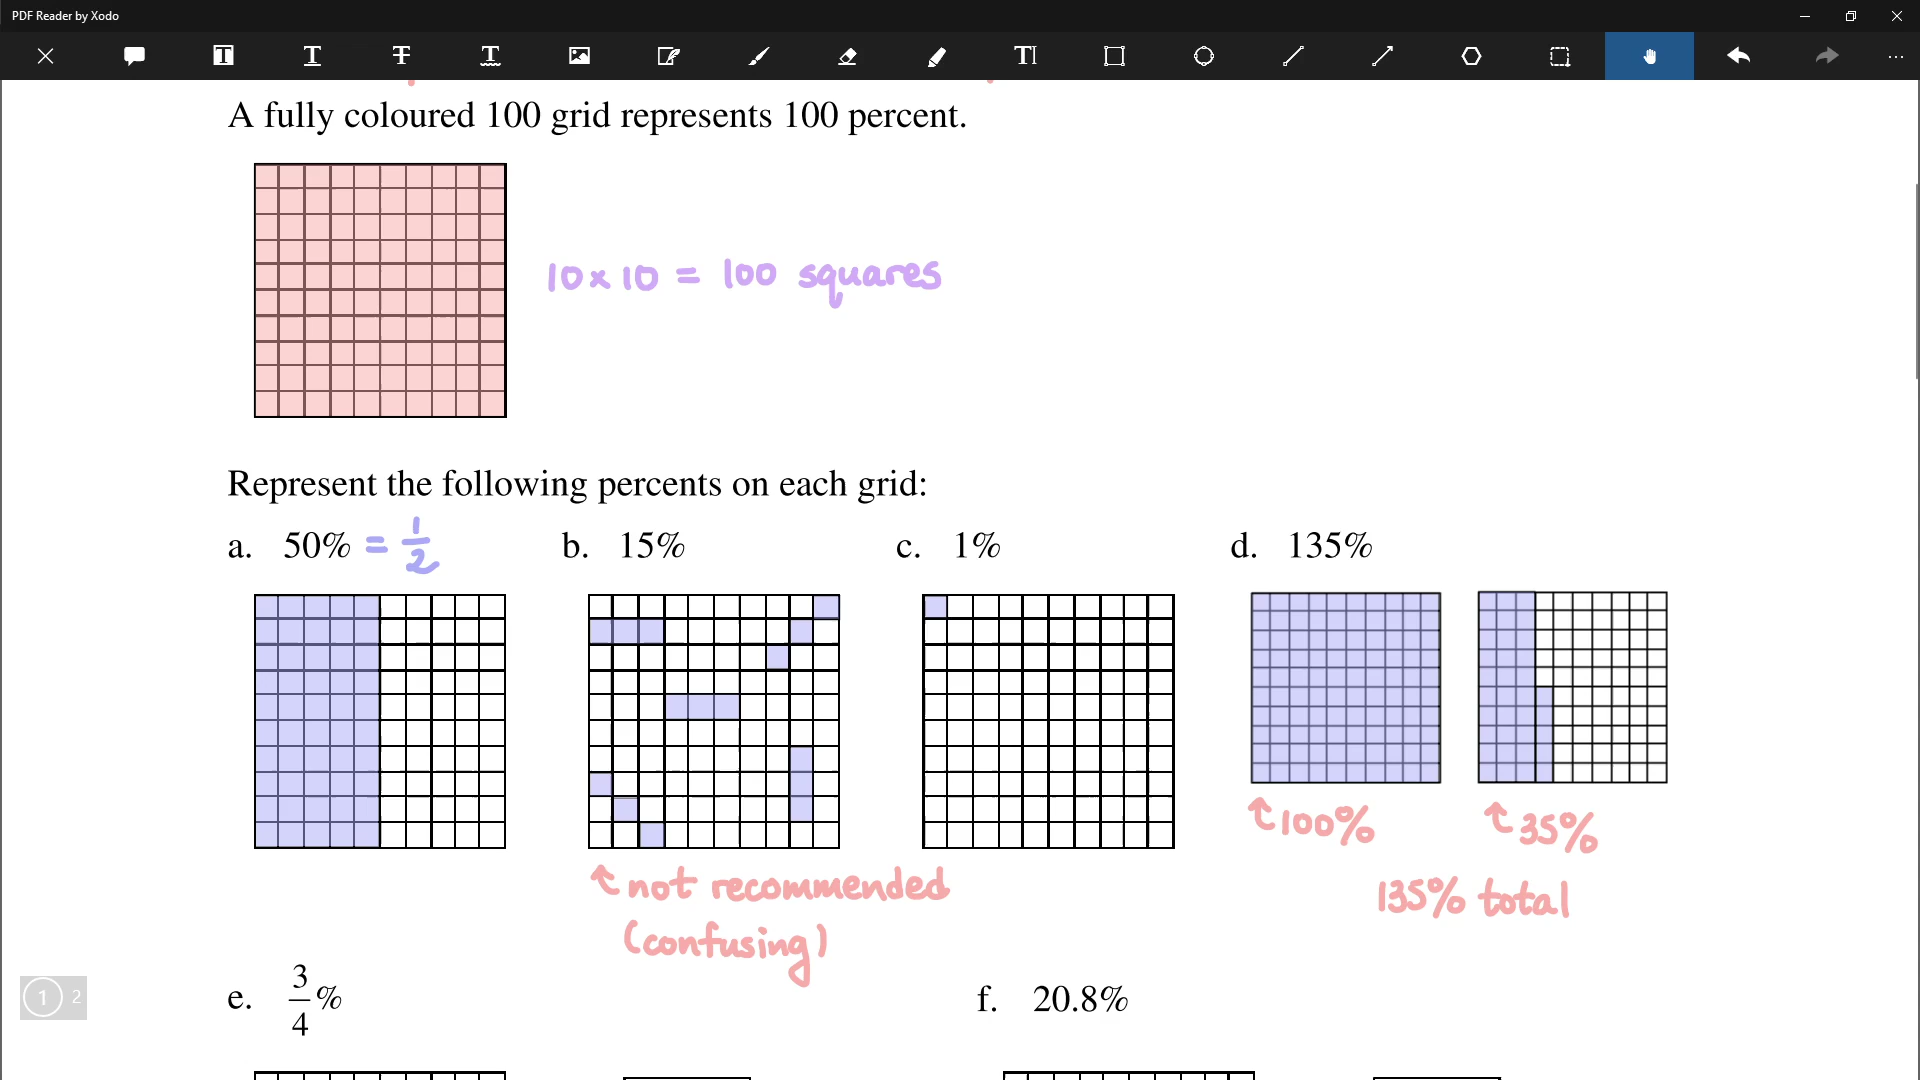 PDF Reader by Xodo
A fully coloured 100 grid represents 100 percent.
10 x 10 = 100 squares
Represent the following percents on each grid:
a. 50% = 1/2
b. 15%
c. 1%
d. 135%
↑100%
↑35%
↑ not recommended
(confusing)
135% total
e. 3/4 %
f. 20.8%
1 2